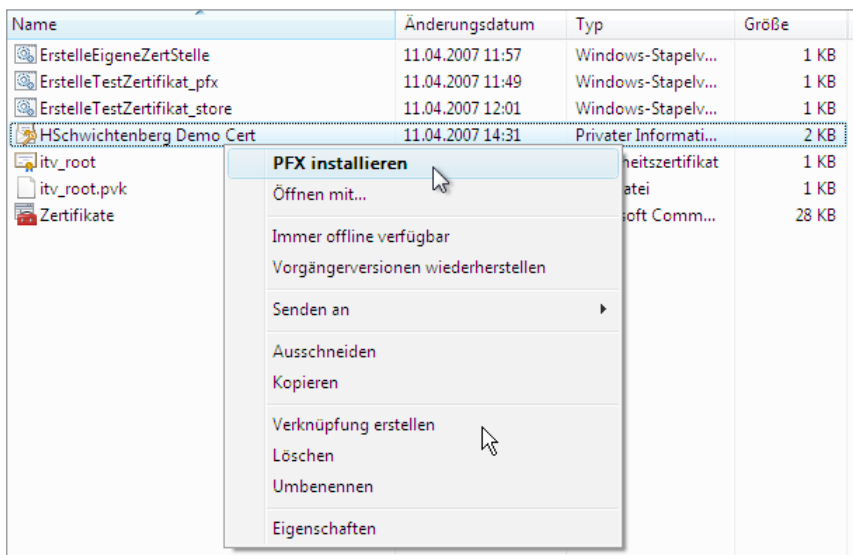 Name Änderungsdatum Typ Größe
ErstelleEigeneZertStelle 11.04.2007 11:57 Windows-Stapelv... 1 KB
ErstelleTestZertifikat_pfx 11.04.2007 11:49 Windows-Stapelv... 1 KB
ErstelleTestZertifikat_store 11.04.2007 12:01 Windows-Stapelv... 1 KB
HSchwichtenberg Demo Cert 11.04.2007 14:31 Privater Informati... 2 KB
itv_root heitszertifikat 1 KB
itv_root.pvk atei 1 KB
Zertifikate soft Comm... 28 KB
PFX installieren
Öffnen mit...
Immer offline verfügbar
Vorgängerversionen wiederherstellen
Senden an
Ausschneiden
Kopieren
Verknüpfung erstellen
Löschen
Umbenennen
Eigenschaften